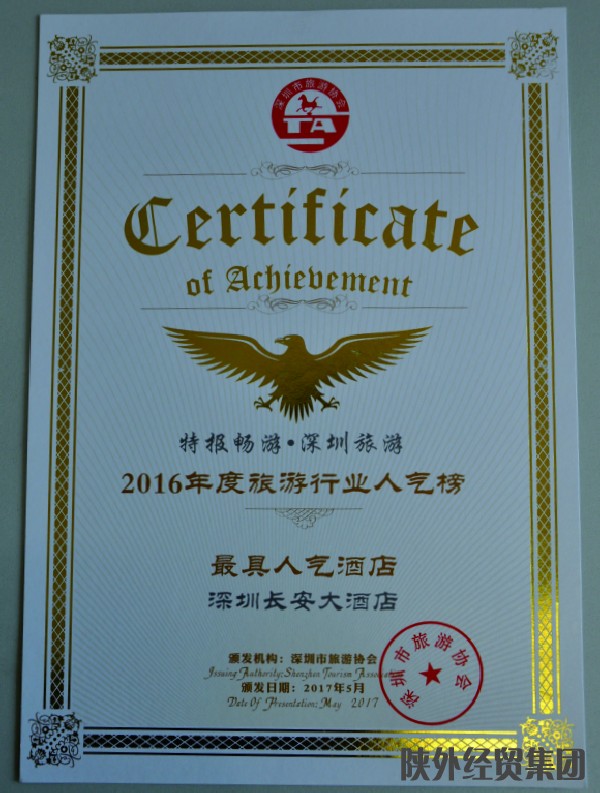 深圳市旅游协会
TA
Certificate
of Achievement
特报畅游·深圳旅游
2016年度旅游行业人气榜
最具人气酒店
深圳长安大酒店
颁发机构：深圳市旅游协会
Issuing Authority:Shenzhen Tourism Association
颁发日期：2017年5月
Date Of Presentation:May 2017
深圳市旅游协会
陕外经贸集团